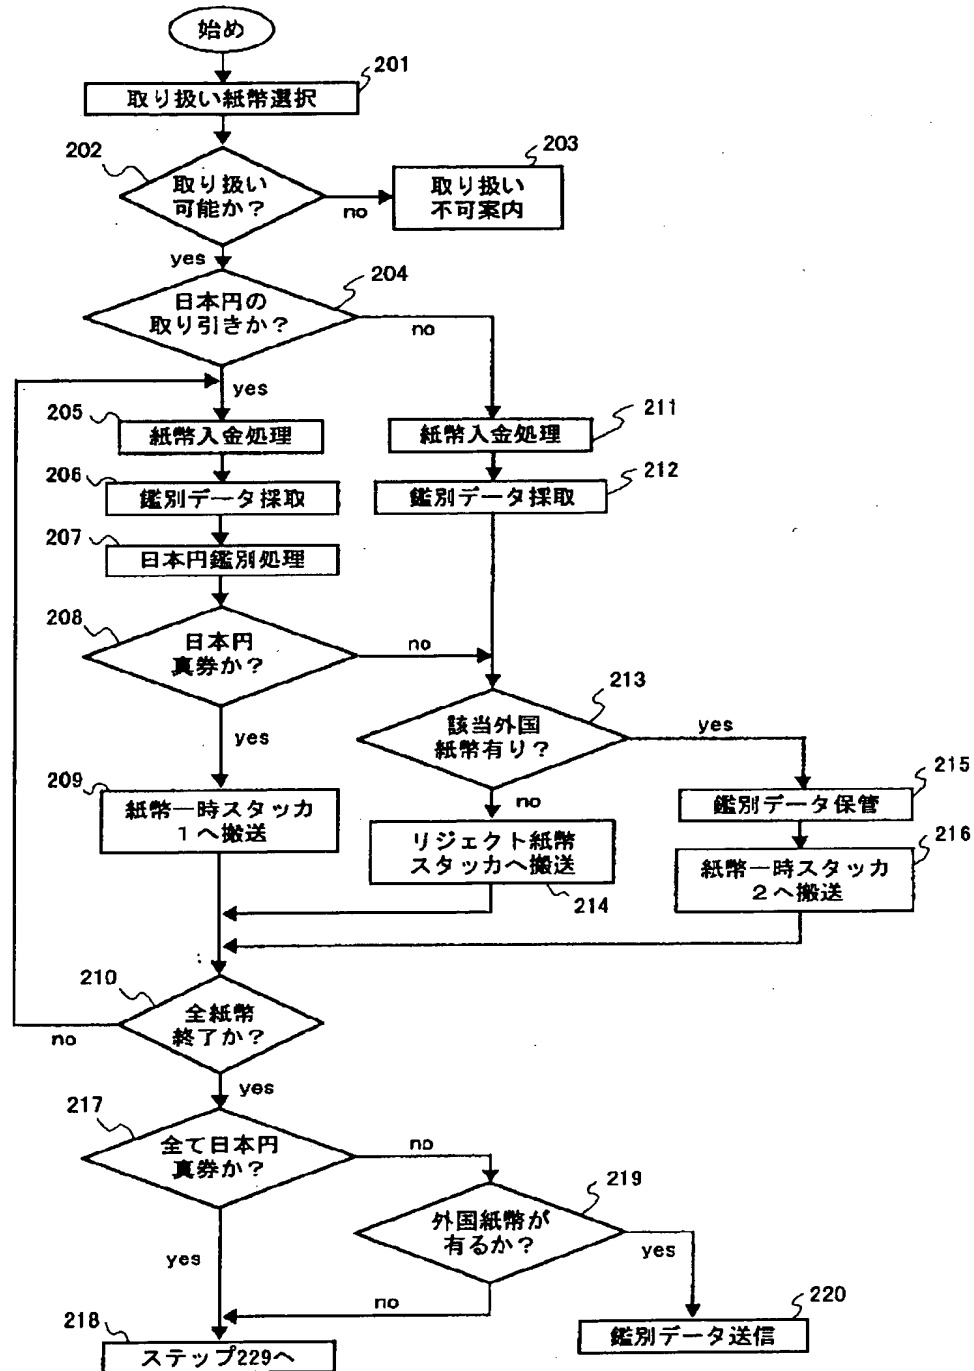 始め
201
取り扱い紙幣選択
202
取り扱い
可能か？
no
203
取り扱い
不可案内
yes
204
日本円の
取り引きか？
no
yes
205
紙幣入金処理
211
紙幣入金処理
206
鑑別データ採取
212
鑑別データ採取
207
日本円鑑別処理
208
日本円
真券か？
no
213
該当外国
紙幣有り？
yes
yes
209
紙幣一時スタッカ
1へ搬送
no
リジェクト紙幣
スタッカへ搬送
214
215
鑑別データ保管
216
紙幣一時スタッカ
2へ搬送
210
全紙幣
終了か？
no
yes
217
全て日本円
真券か？
no
219
外国紙幣が
有るか？
yes
yes
no
218
ステップ229へ
220
鑑別データ送信